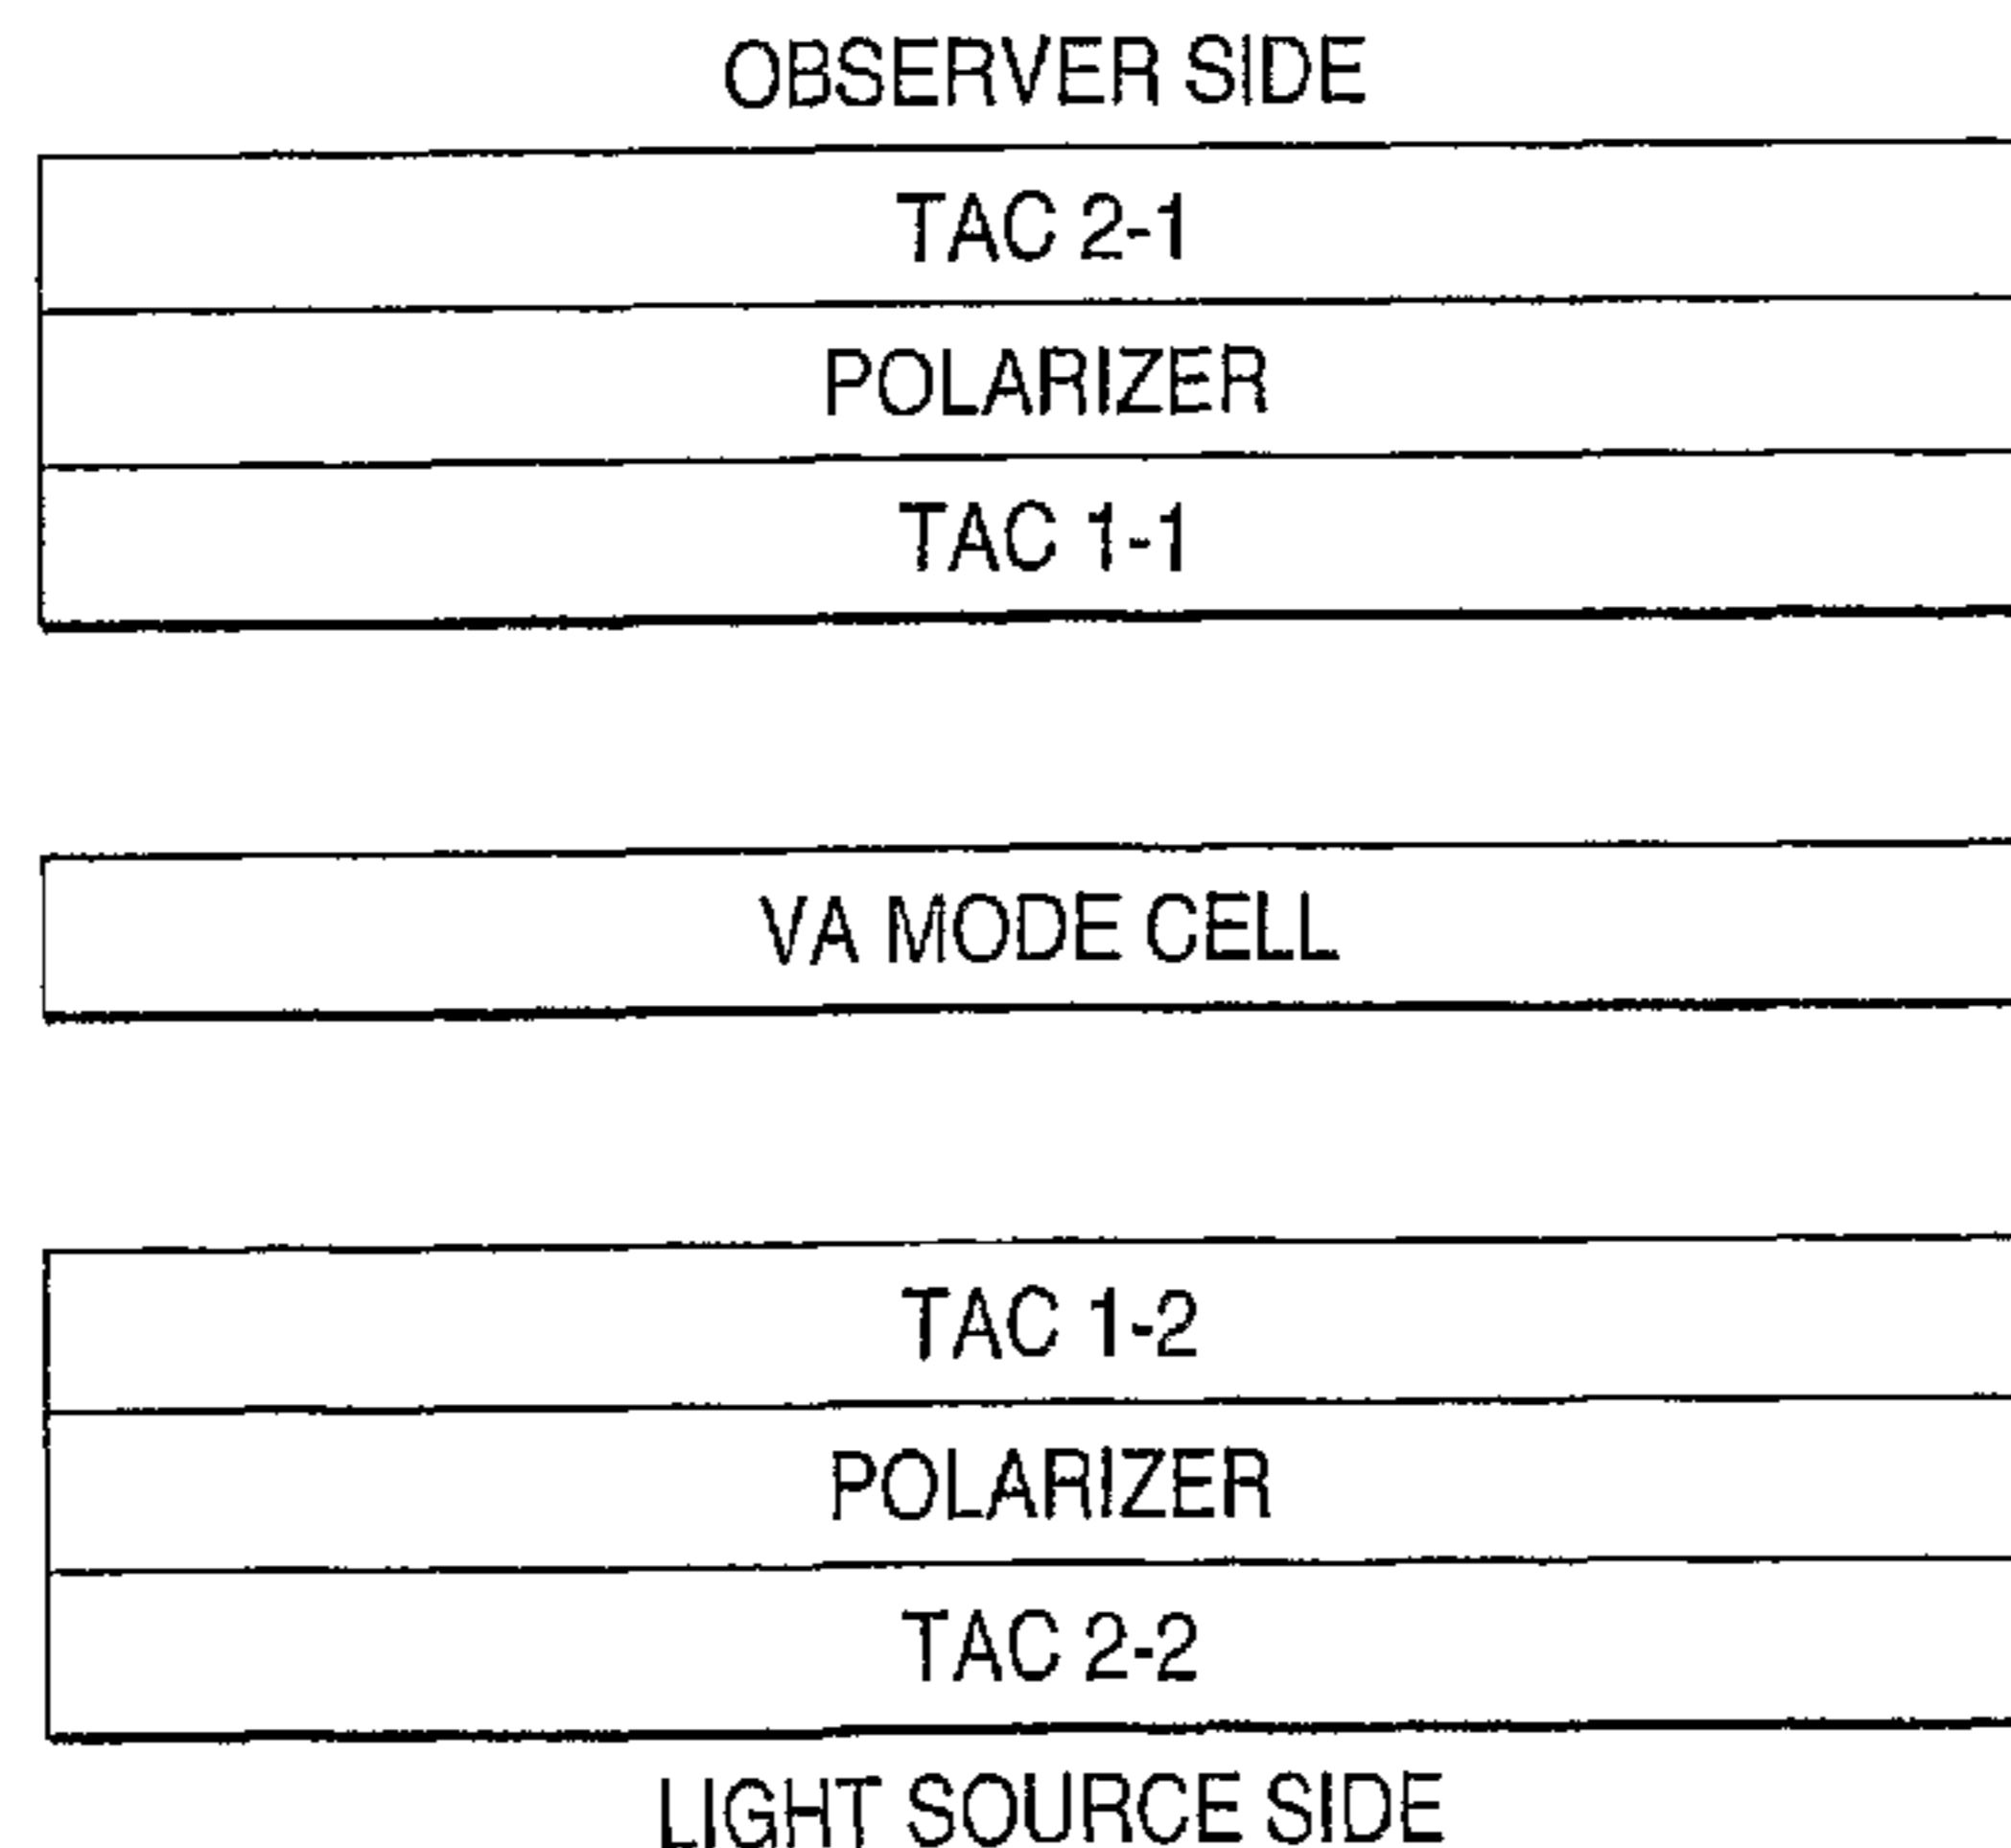 OBSERVER SIDE
TAC 2-1
POLARIZER
TAC 1-1
VA MODE CELL
TAC 1-2
POLARIZER
TAC 2-2
LIGHT SOURCE SIDE